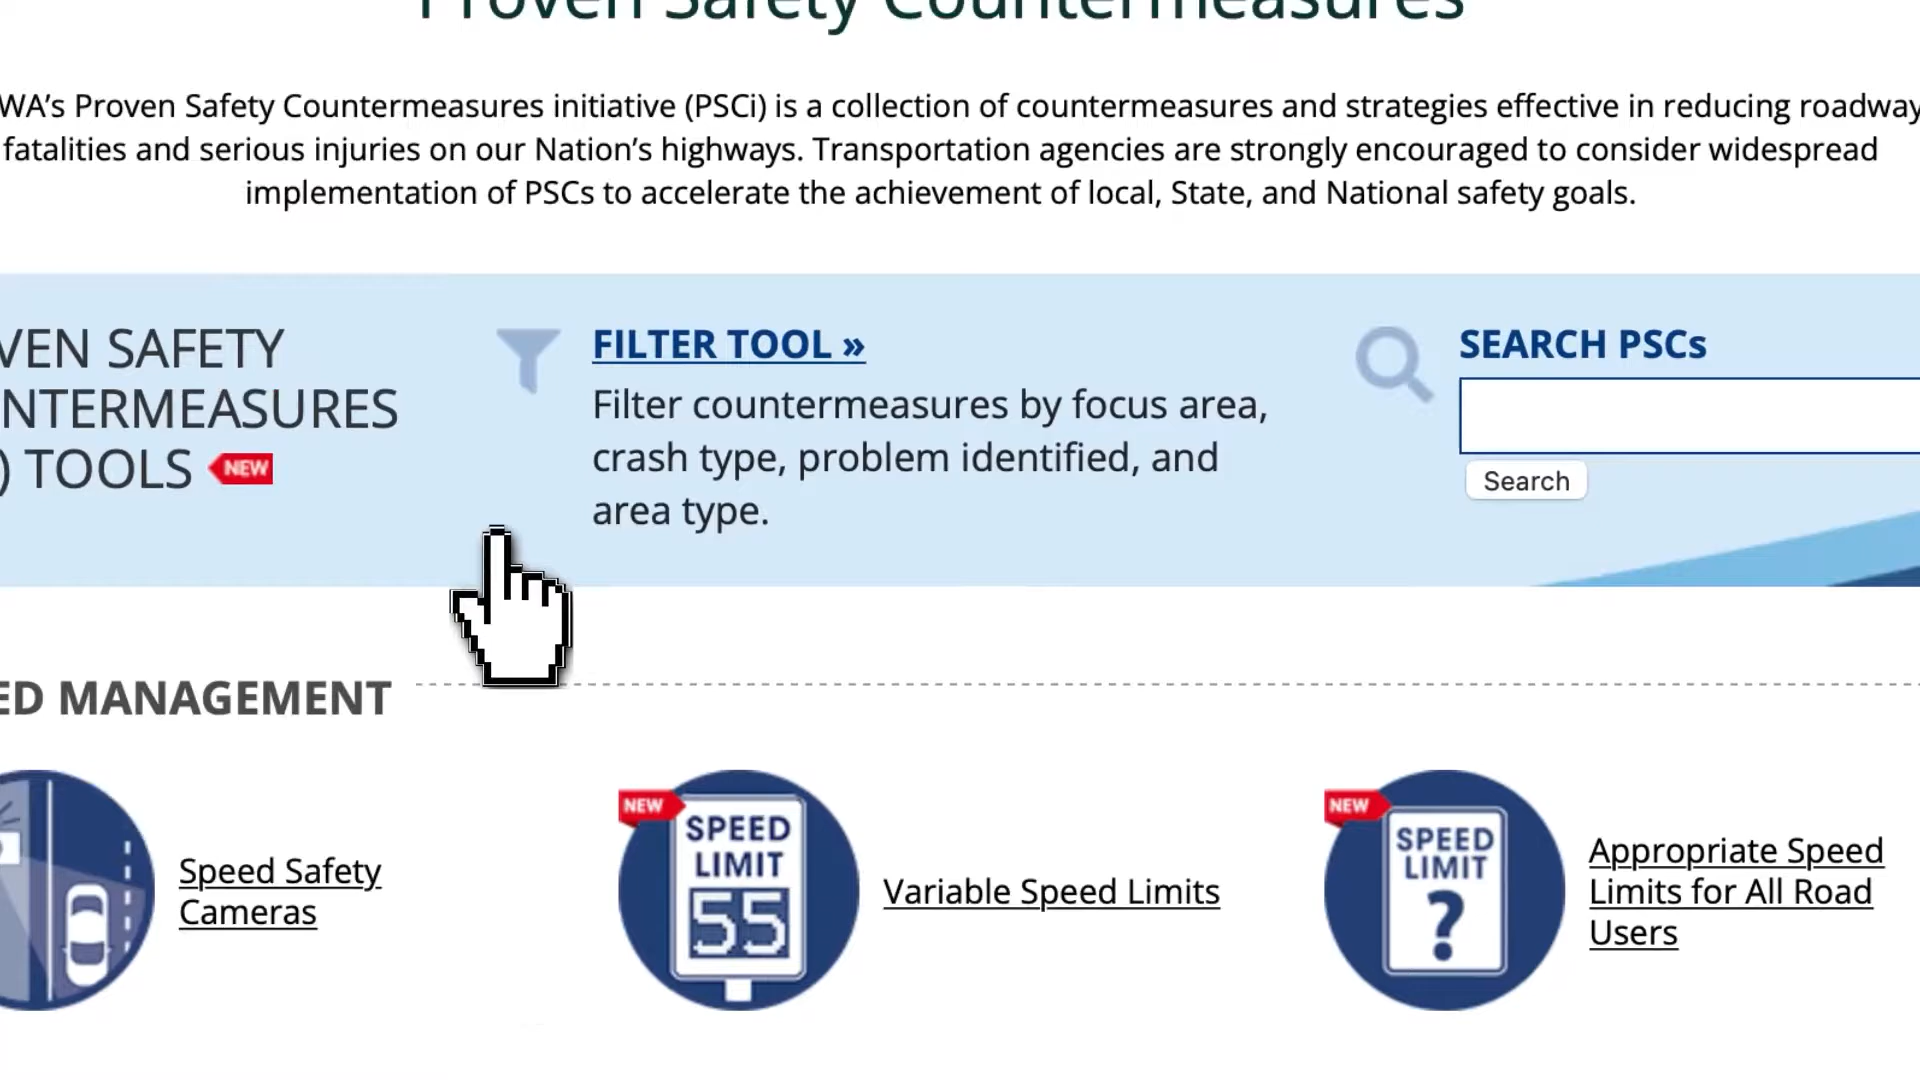 Proven Safety Countermeasures
WA's Proven Safety Countermeasures initiative (PSCi) is a collection of countermeasures and strategies effective in reducing roadway
fatalities and serious injuries on our Nation's highways. Transportation agencies are strongly encouraged to consider widespread
implementation of PSCs to accelerate the achievement of local, State, and National safety goals.
VEN SAFETY
NTERMEASURES
) TOOLS NEW
FILTER TOOL »
Filter countermeasures by focus area,
crash type, problem identified, and
area type.
SEARCH PSCs
Search
ED MANAGEMENT
Speed Safety
Cameras
NEW
SPEED
LIMIT
55
Variable Speed Limits
NEW
SPEED
LIMIT
?
Appropriate Speed
Limits for All Road
Users